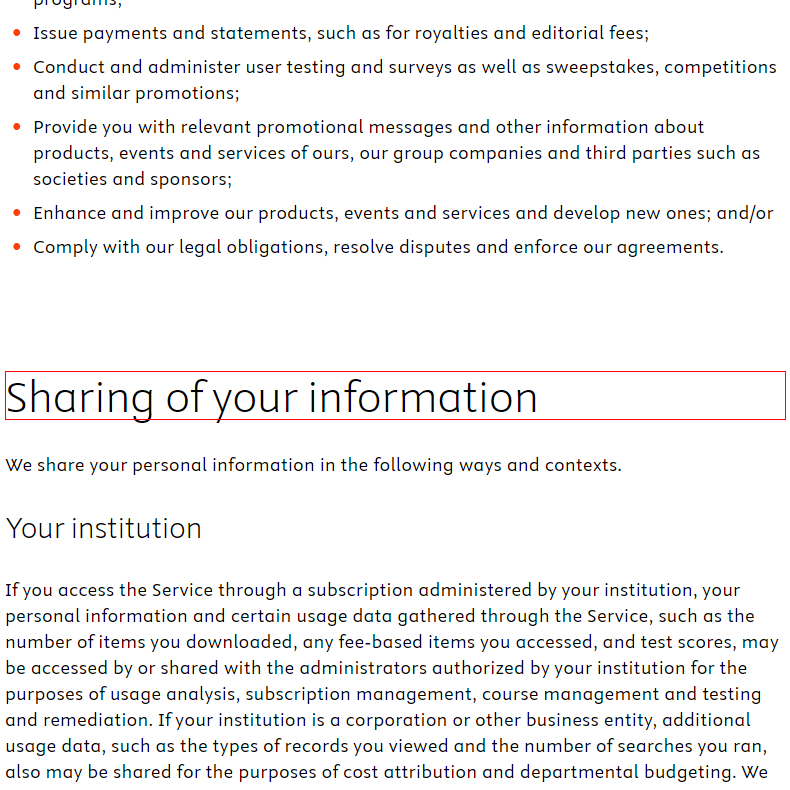 programs;
Issue payments and statements, such as for royalties and editorial fees;
Conduct and administer user testing and surveys as well as sweepstakes, competitions
and similar promotions;
Provide you with relevant promotional messages and other information about
products, events and services of ours, our group companies and third parties such as
societies and sponsors;
Enhance and improve our products, events and services and develop new ones; and/or
Comply with our legal obligations, resolve disputes and enforce our agreements.
Sharing of your information
We share your personal information in the following ways and contexts.
Your institution
If you access the Service through a subscription administered by your institution, your
personal information and certain usage data gathered through the Service, such as the
number of items you downloaded, any fee-based items you accessed, and test scores, may
be accessed by or shared with the administrators authorized by your institution for the
purposes of usage analysis, subscription management, course management and testing
and remediation. If your institution is a corporation or other business entity, additional
usage data, such as the types of records you viewed and the number of searches you ran,
also may be shared for the purposes of cost attribution and departmental budgeting. We